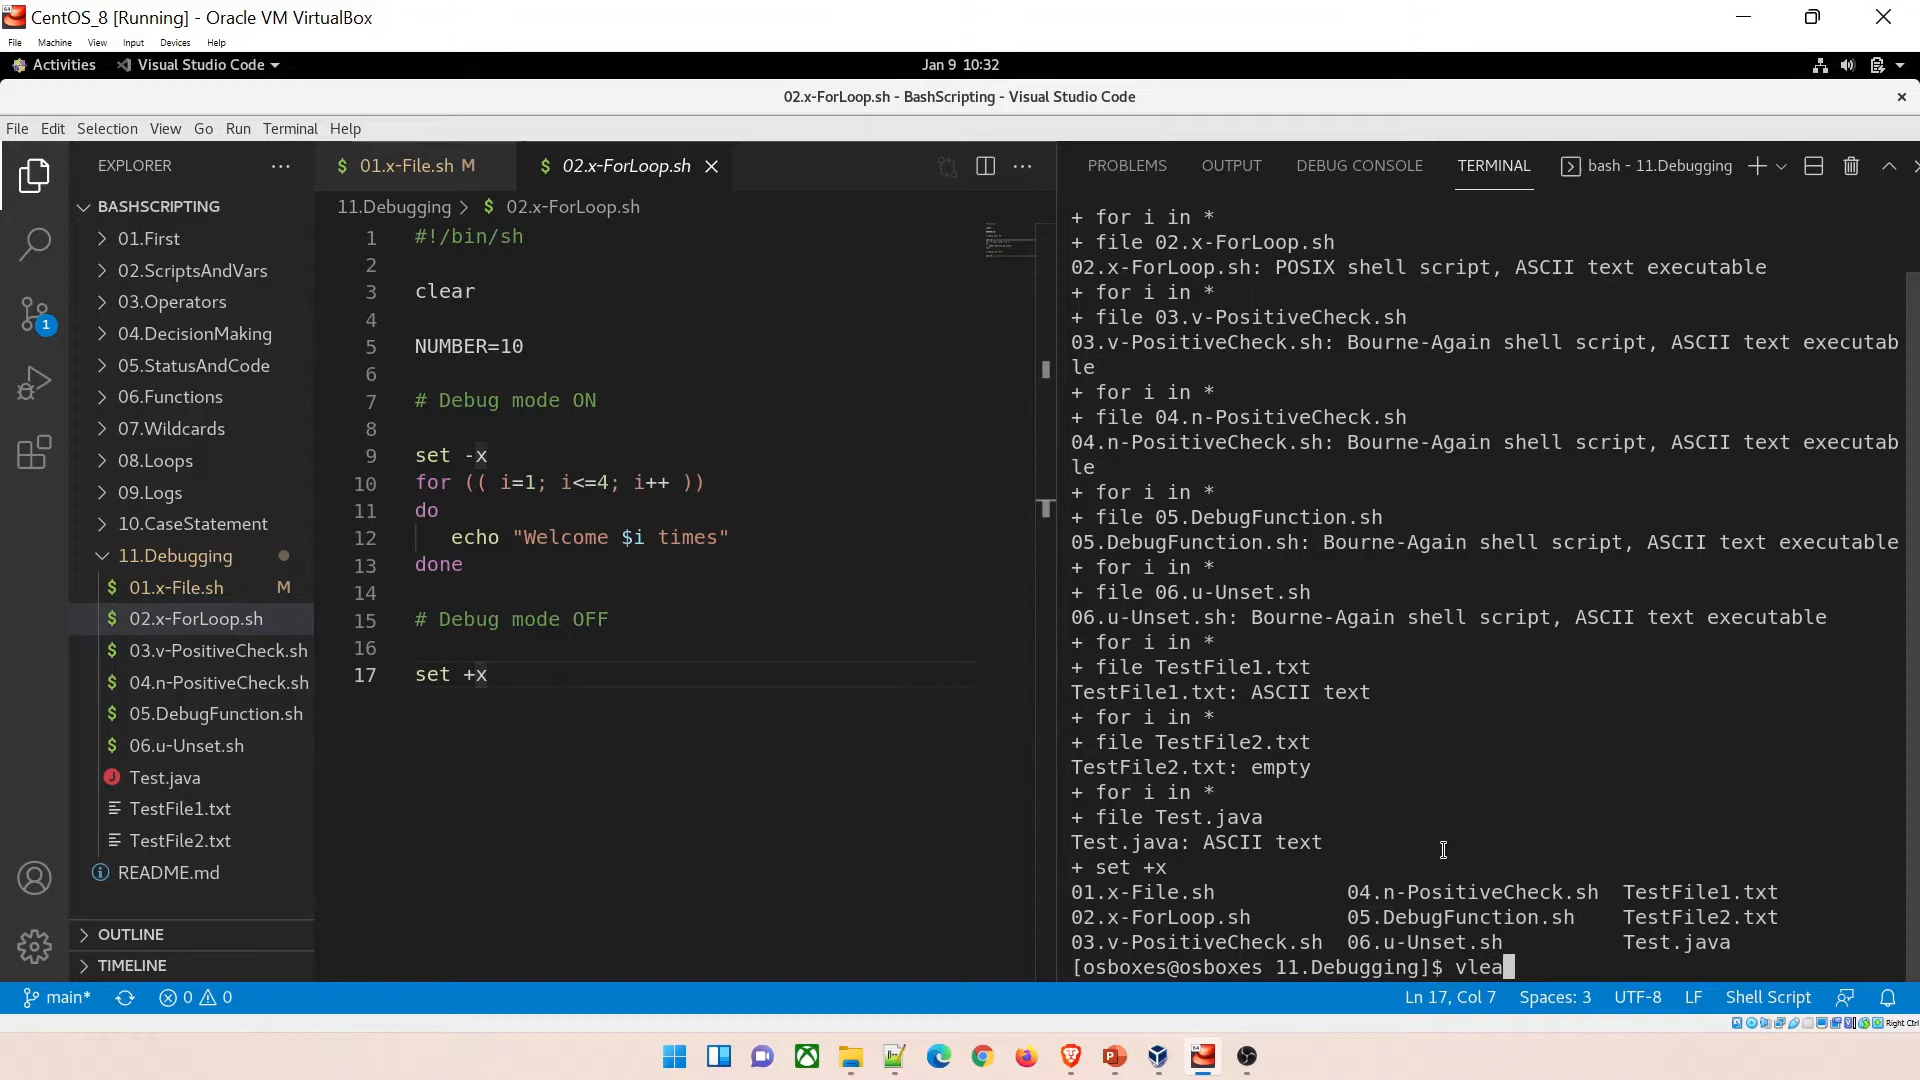 CentOS_8 [Running] - Oracle VM VirtualBox
File Machine View Input Devices Help
Activities Visual Studio Code Jan 9 10:32
02.x-ForLoop.sh - BashScripting - Visual Studio Code
File Edit Selection View Go Run Terminal Help
EXPLORER
BASHSCRIPTING
01.First
02.ScriptsAndVars
03.Operators
04.DecisionMaking
05.StatusAndCode
06.Functions
07.Wildcards
08.Loops
09.Logs
10.CaseStatement
11.Debugging
$ 01.x-File.sh M
$ 02.x-ForLoop.sh
$ 03.v-PositiveCheck.sh
$ 04.n-PositiveCheck.sh
$ 05.DebugFunction.sh
$ 06.u-Unset.sh
J Test.java
TestFile1.txt
TestFile2.txt
README.md
OUTLINE
TIMELINE
1
$ 01.x-File.sh M $ 02.x-ForLoop.sh
11.Debugging > $ 02.x-ForLoop.sh
1 #!/bin/sh
2
3 clear
4
5 NUMBER=10
6
7 # Debug mode ON
8
9 set -x
10 for (( i=1; i<=4; i++ ))
11 do
12 echo "Welcome $i times"
13 done
14
15 # Debug mode OFF
16
17 set +x
PROBLEMS OUTPUT DEBUG CONSOLE TERMINAL bash - 11.Debugging
+ for i in *
+ file 02.x-ForLoop.sh
02.x-ForLoop.sh: POSIX shell script, ASCII text executable
+ for i in *
+ file 03.v-PositiveCheck.sh
03.v-PositiveCheck.sh: Bourne-Again shell script, ASCII text executab
le
+ for i in *
+ file 04.n-PositiveCheck.sh
04.n-PositiveCheck.sh: Bourne-Again shell script, ASCII text executab
le
+ for i in *
+ file 05.DebugFunction.sh
05.DebugFunction.sh: Bourne-Again shell script, ASCII text executable
+ for i in *
+ file 06.u-Unset.sh
06.u-Unset.sh: Bourne-Again shell script, ASCII text executable
+ for i in *
+ file TestFile1.txt
TestFile1.txt: ASCII text
+ for i in *
+ file TestFile2.txt
TestFile2.txt: empty
+ for i in *
+ file Test.java
Test.java: ASCII text
+ set +x
01.x-File.sh 04.n-PositiveCheck.sh TestFile1.txt
02.x-ForLoop.sh 05.DebugFunction.sh TestFile2.txt
03.v-PositiveCheck.sh 06.u-Unset.sh Test.java
[osboxes@osboxes 11.Debugging]$ vlea
main* 0 0 Ln 17, Col 7 Spaces: 3 UTF-8 LF Shell Script
Right Ctrl